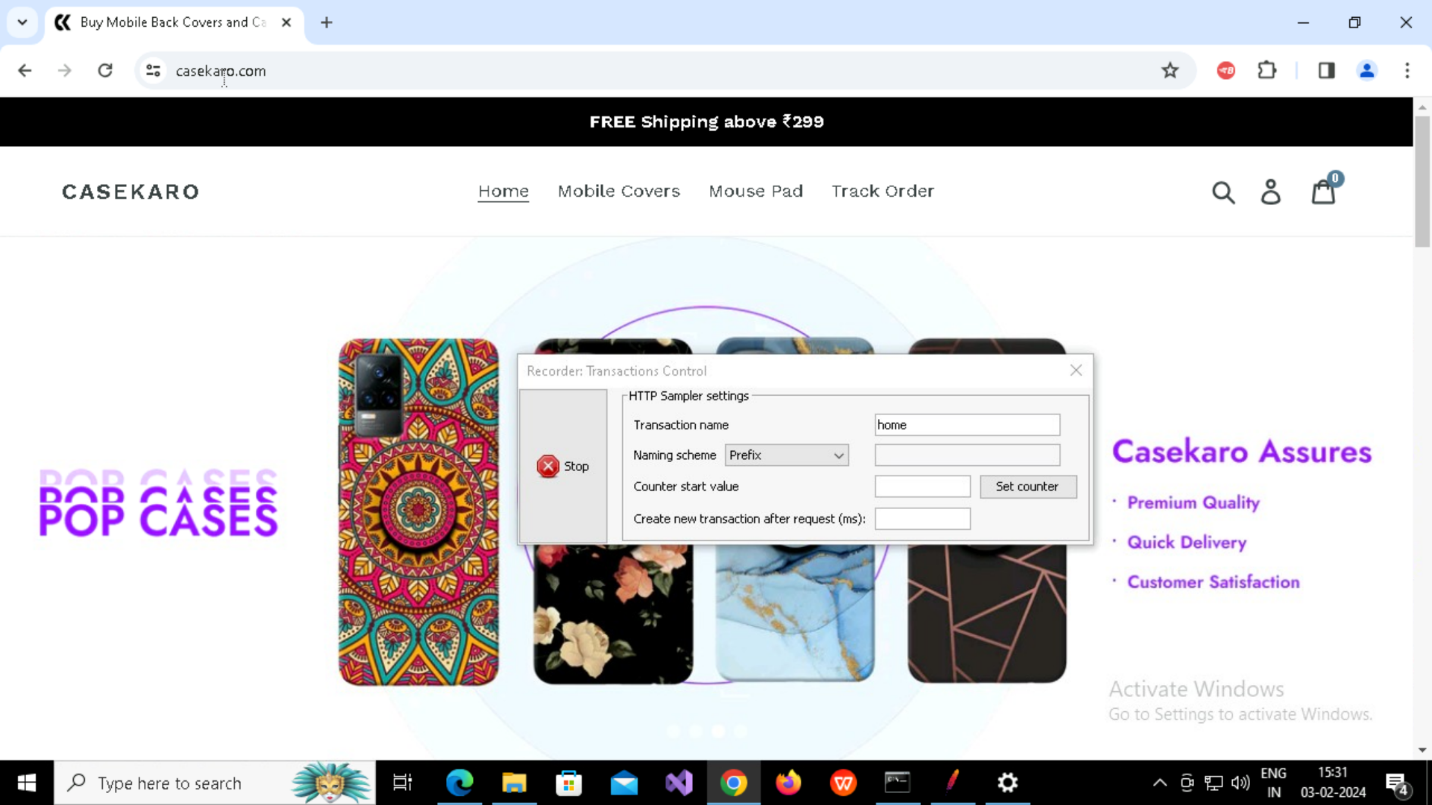 Buy Mobile Back Covers and Ca
casekaro.com
FREE Shipping above ₹299
CASEKARO
Home
Mobile Covers
Mouse Pad
Track Order
0
POP CASES
POP CASES
POP CASES
Recorder: Transactions Control
Stop
HTTP Sampler settings
Transaction name
home
Naming scheme
Prefix
Counter start value
Set counter
Create new transaction after request (ms):
Casekaro Assures
· Premium Quality
· Quick Delivery
· Customer Satisfaction
Activate Windows
Go to Settings to activate Windows.
Type here to search
ENG
IN
15:31
03-02-2024
4